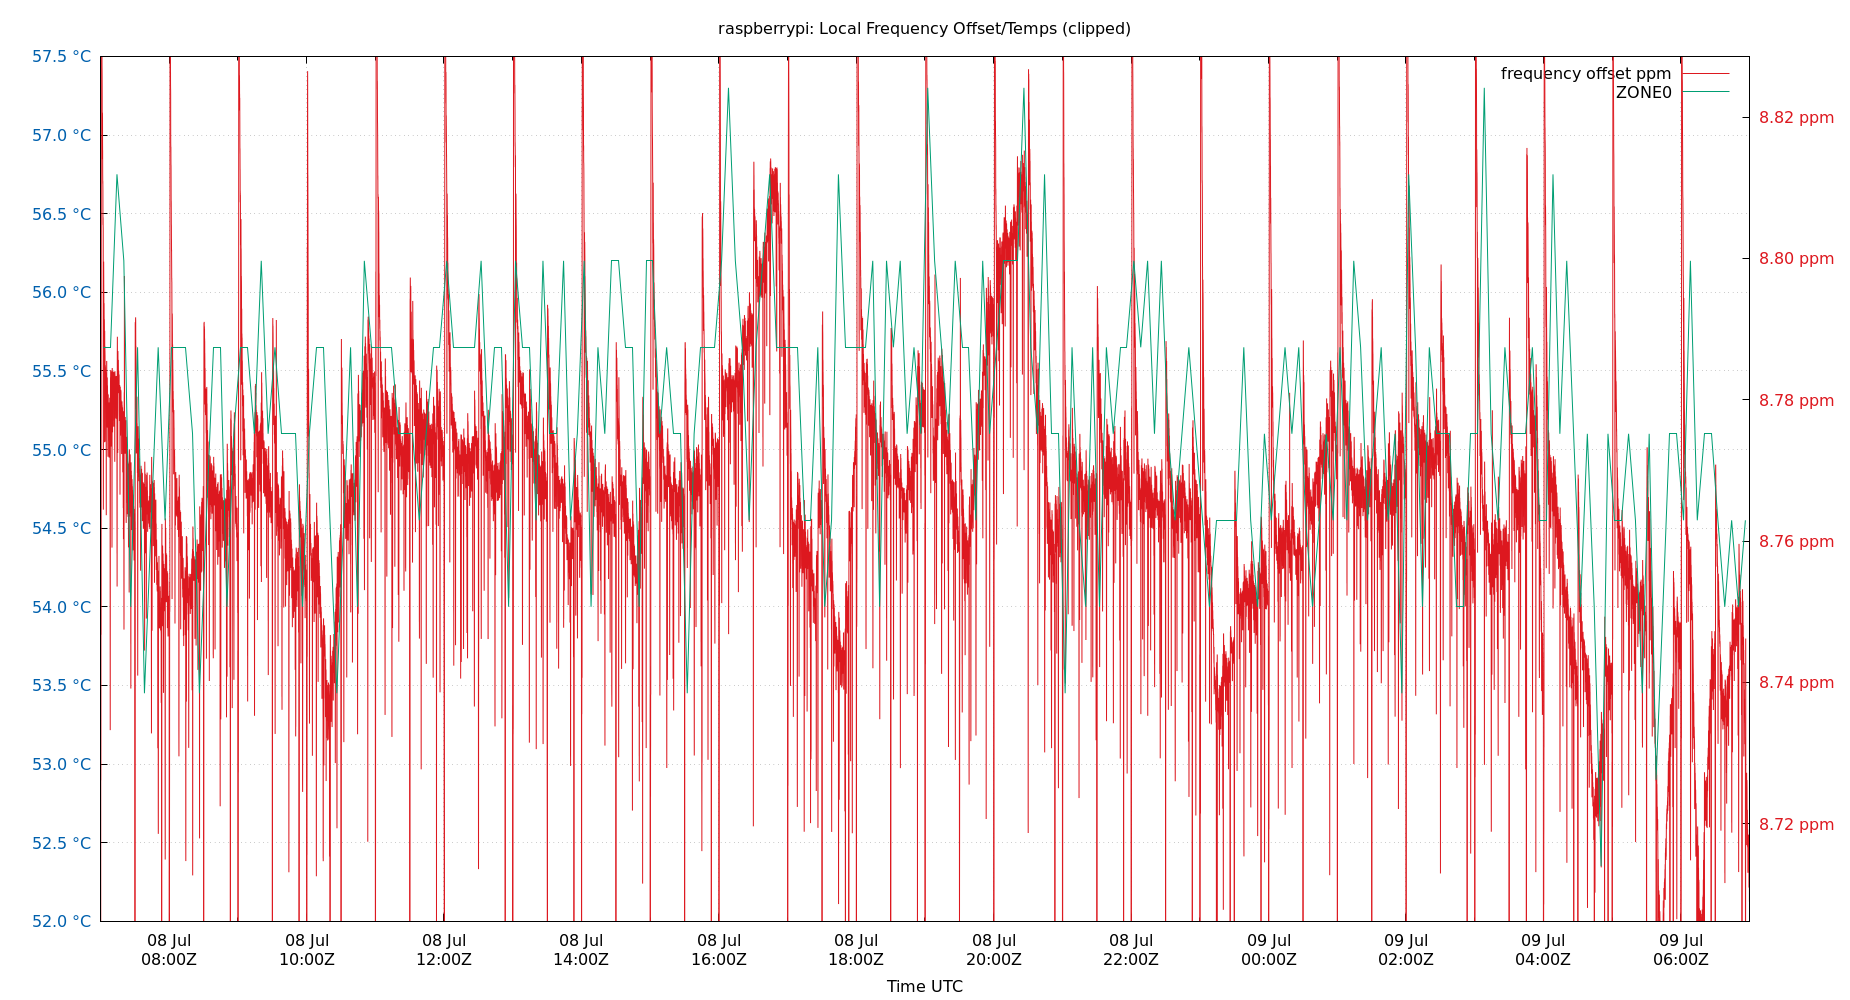 raspberrypi: Local Frequency Offset/Temps (clipped)
57.5 °C
57.0 °C
56.5 °C
56.0 °C
55.5 °C
55.0 °C
54.5 °C
54.0 °C
53.5 °C
53.0 °C
52.5 °C
52.0 °C
frequency offset ppm
ZONE0
8.82 ppm
8.80 ppm
8.78 ppm
8.76 ppm
8.74 ppm
8.72 ppm
08 Jul 08 Jul 08 Jul 08 Jul 08 Jul 08 Jul 08 Jul 08 Jul 09 Jul 09 Jul 09 Jul 09 Jul
08:00Z 10:00Z 12:00Z 14:00Z 16:00Z 18:00Z 20:00Z 22:00Z 00:00Z 02:00Z 04:00Z 06:00Z
Time UTC